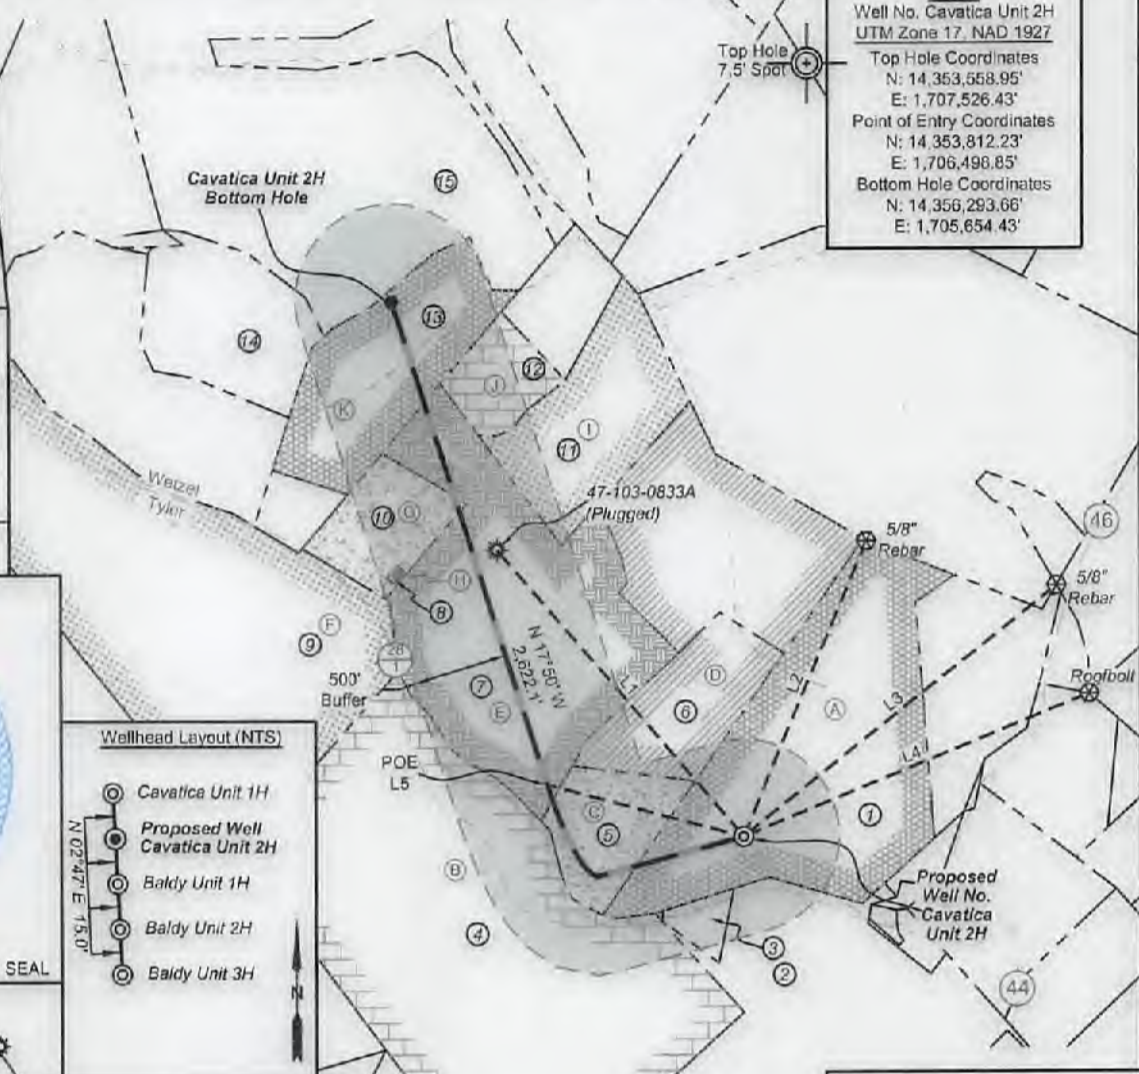 Well No. Cavatica Unit 2H
UTM Zone 17, NAD 1927
Top Hole Coordinates
N: 14,353,558.95'
E: 1,707,526.43'
Point of Entry Coordinates
N: 14,353,812.23'
E: 1,706,498.85'
Bottom Hole Coordinates
N: 14,356,293.66'
E: 1,705,654.43'
Top Hole
7.5' Spot
Cavatica Unit 2H
Bottom Hole
15
13
14
12
J
K
I
11
Wetzel
Tyler
47-103-0833A
(Plugged)
10
G
46
5/8"
Rebar
5/8"
Rebar
H
8
F
9
28
1
N 17°50' W
2,622.1'
500'
Buffer
7
E
L1
D
6
L2
A
L3
Roofbolt
L4
POE
L5
C
5
1
B
4
3
2
Proposed
Well No.
Cavatica
Unit 2H
44
Wellhead Layout (NTS)
Cavatica Unit 1H
Proposed Well
Cavatica Unit 2H
Baldy Unit 1H
Baldy Unit 2H
Baldy Unit 3H
N 02°47' E 15.0'
N
SEAL